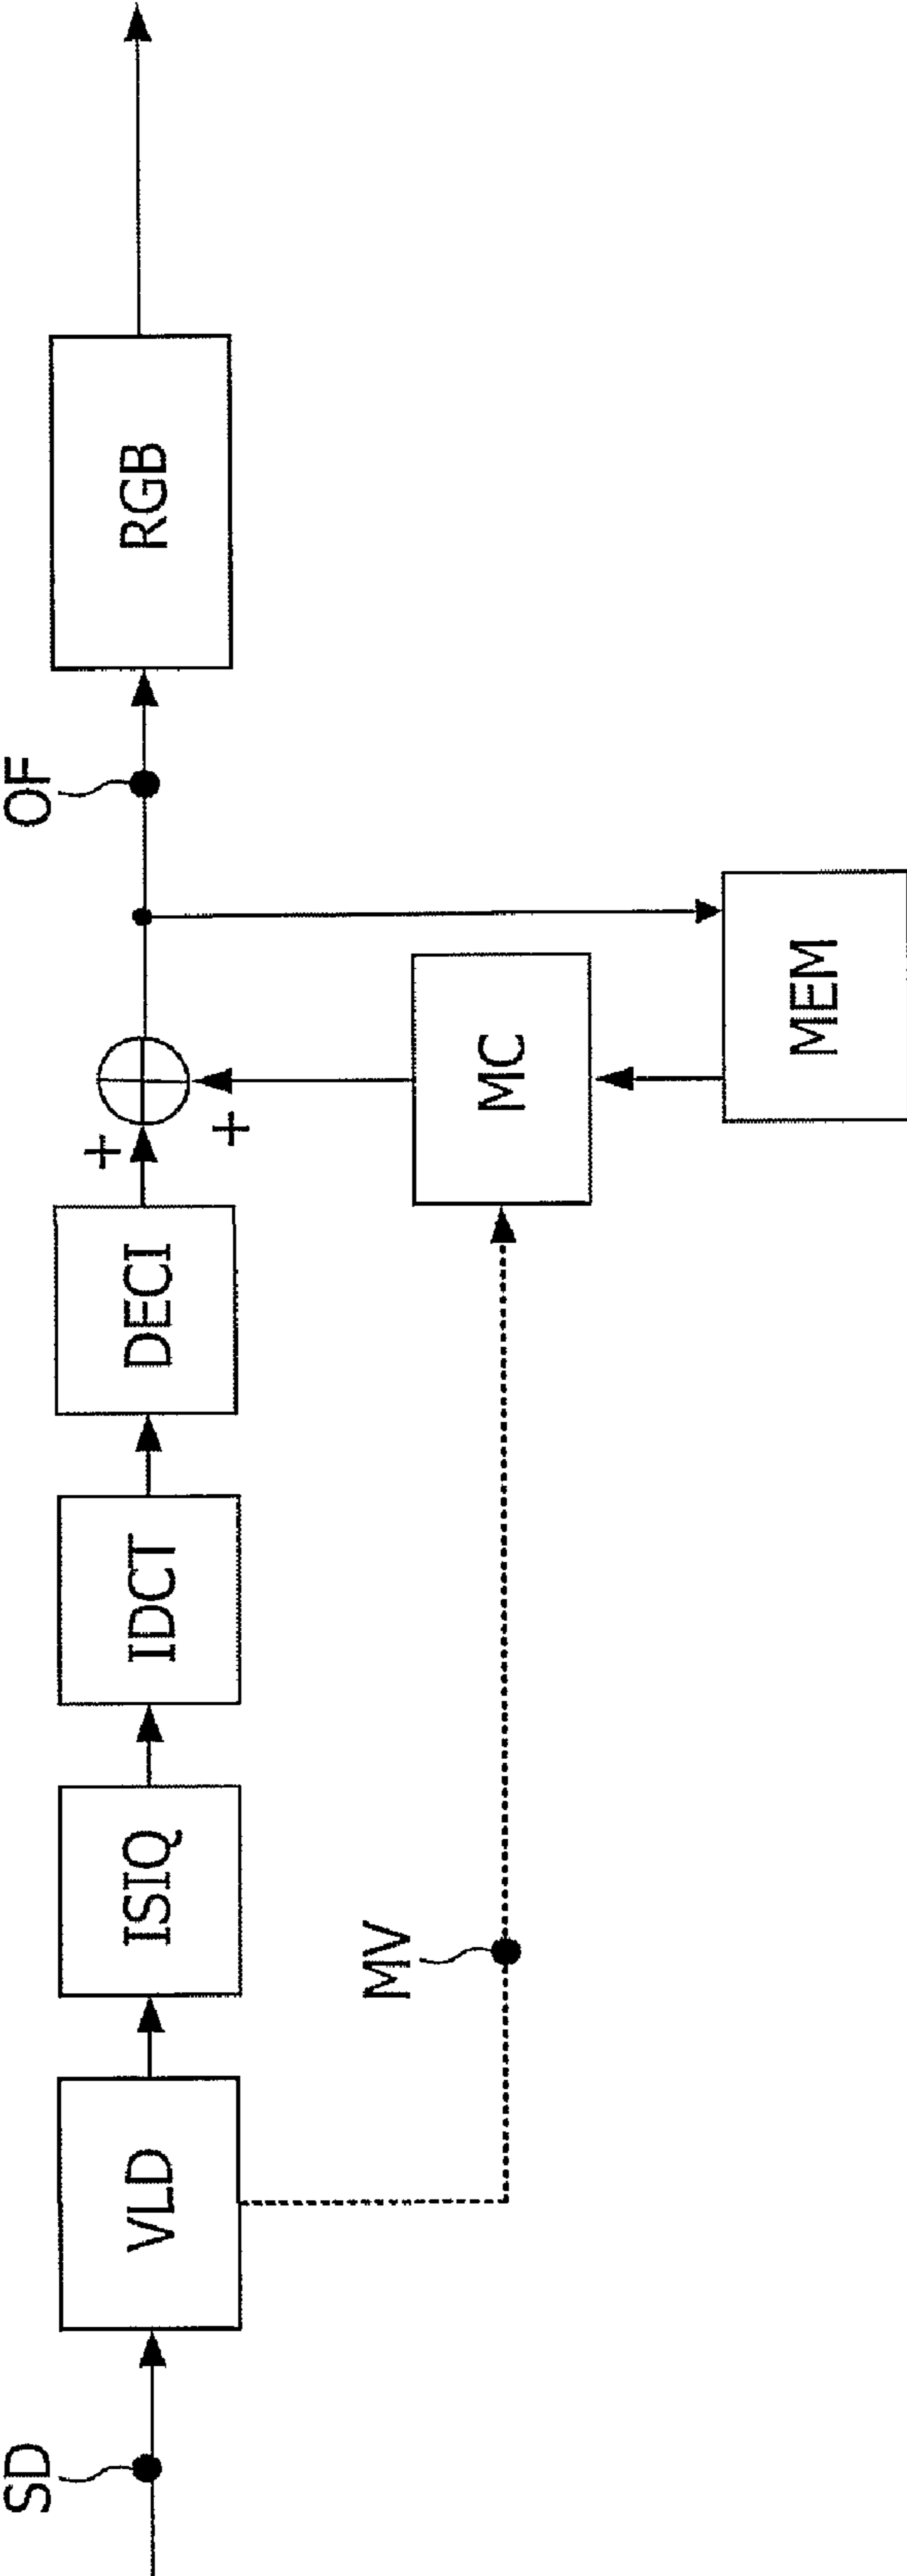 SD
VLD
ISIQ
IDCT
DECI
+
+
OF
RGB
MV
MC
MEM